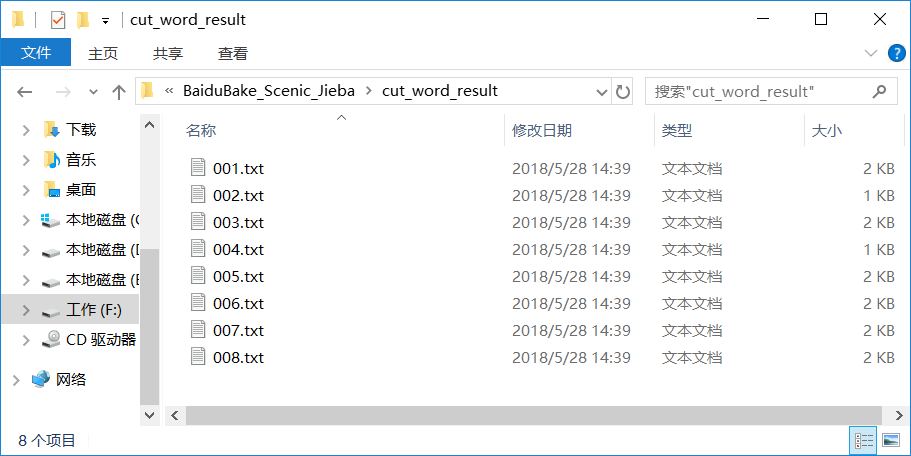 cut_word_result
文件 主页 共享 查看
« BaiduBake_Scenic_Jieba › cut_word_result 搜索"cut_word_result"
名称 修改日期 类型 大小
下载
音乐
桌面
本地磁盘 (C
本地磁盘 (D
本地磁盘 (E
工作 (F:)
CD 驱动器
网络
001.txt 2018/5/28 14:39 文本文档 2 KB
002.txt 2018/5/28 14:39 文本文档 1 KB
003.txt 2018/5/28 14:39 文本文档 2 KB
004.txt 2018/5/28 14:39 文本文档 1 KB
005.txt 2018/5/28 14:39 文本文档 2 KB
006.txt 2018/5/28 14:39 文本文档 2 KB
007.txt 2018/5/28 14:39 文本文档 2 KB
008.txt 2018/5/28 14:39 文本文档 2 KB
8 个项目